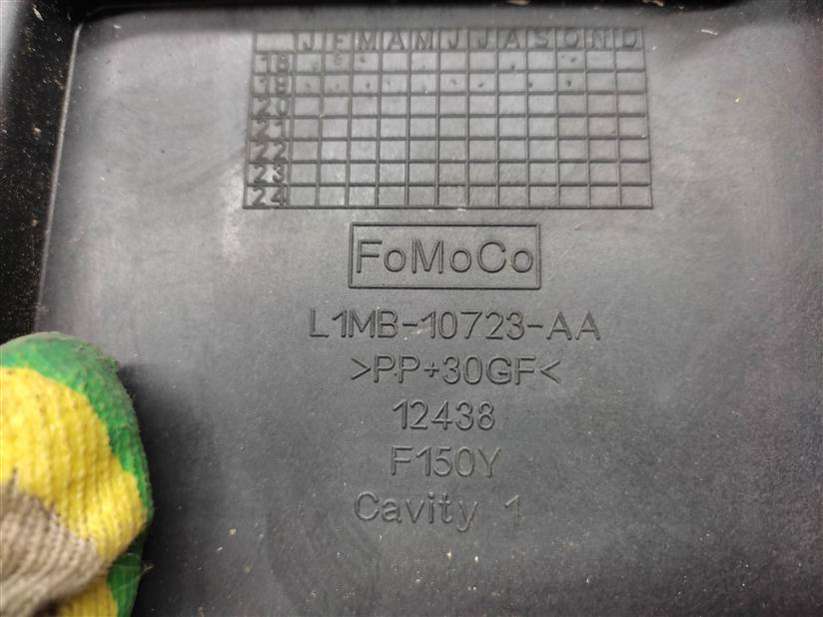 J F M A M J J A S O N D
18
19
20
21
22
23
24
FoMoCo
L1MB-10723-AA
>PP+30GF<
12438
F150Y
Cavity 1